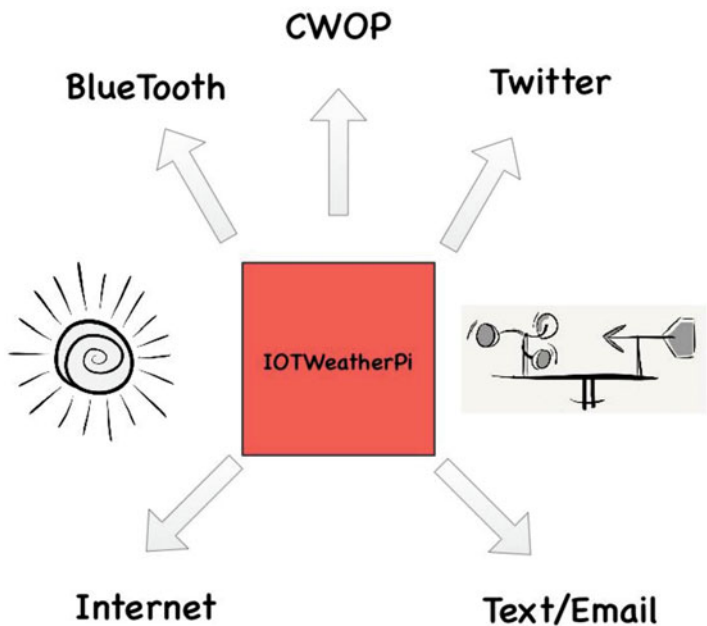 CWOP
BlueTooth
Twitter
IOTWeatherPi
Internet
Text/Email